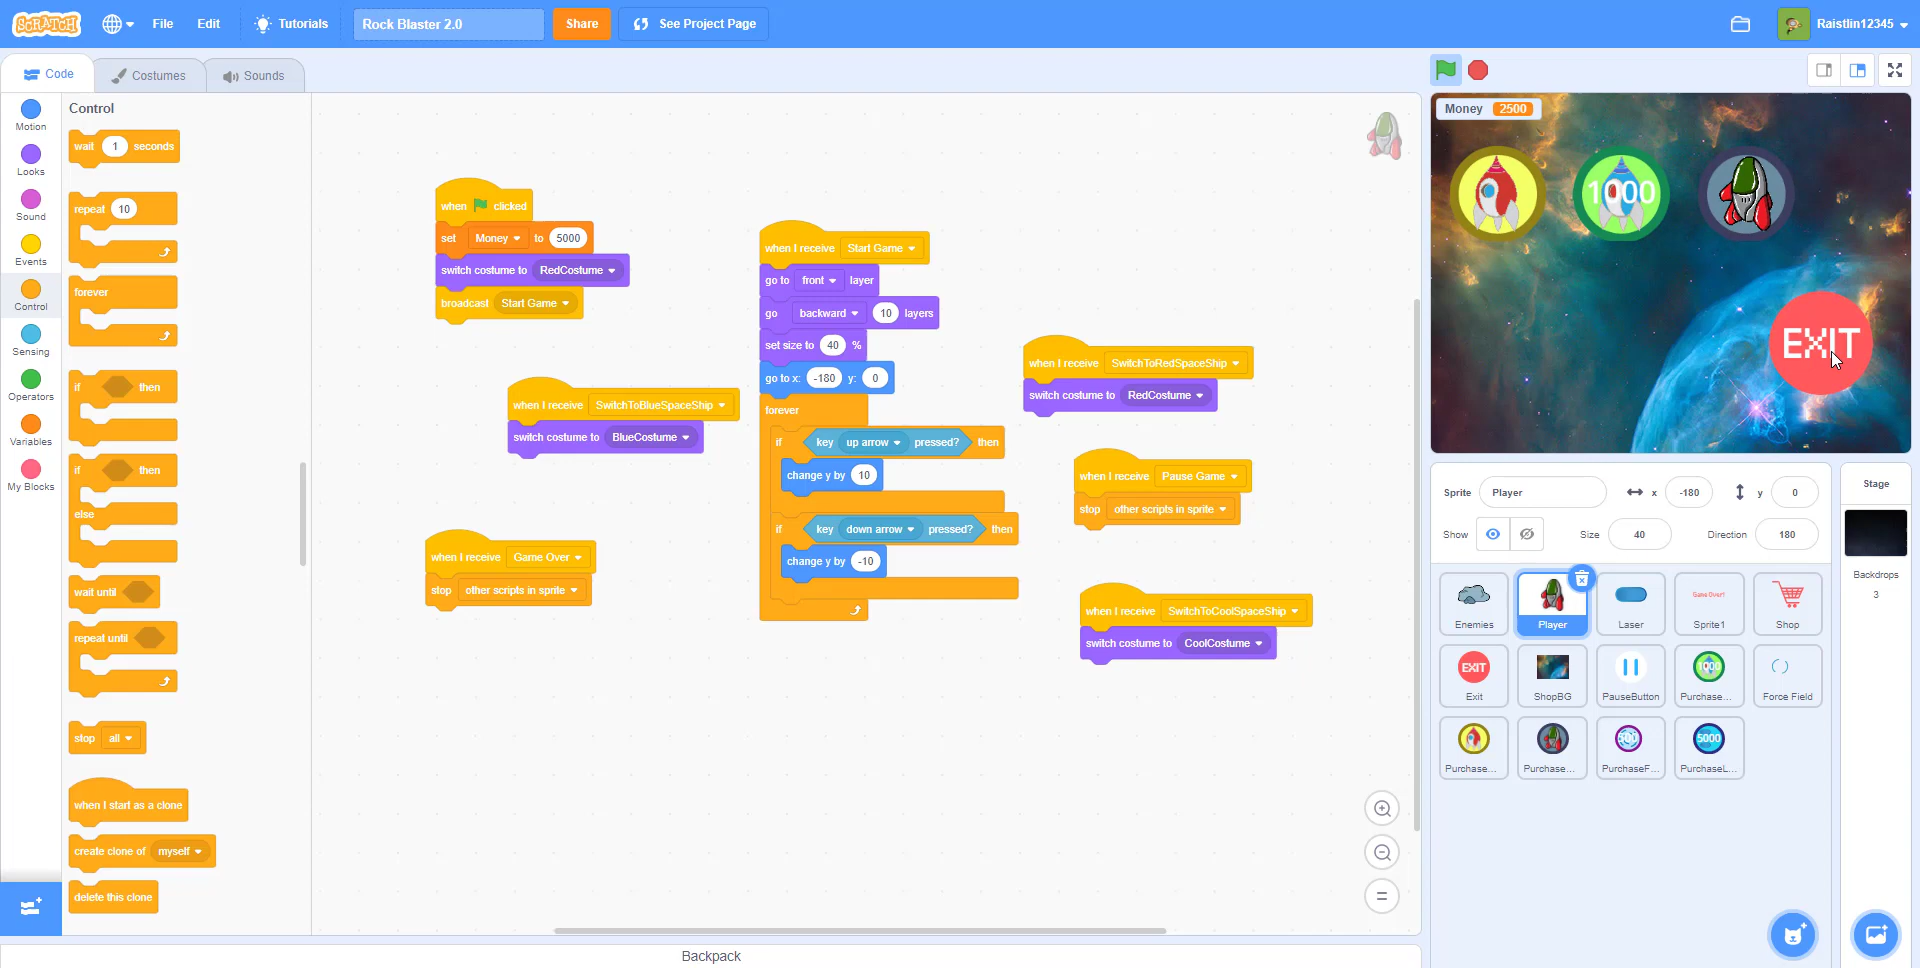 SCRATCH
File
Edit
Tutorials
Rock Blaster 2.0
Share
See Project Page
Raistlin12345
Code
Costumes
Sounds
Motion
Looks
Sound
Events
Control
Sensing
Operators
Variables
My Blocks
Control
wait 1 seconds
repeat 10
forever
if then
if then
else
wait until
repeat until
stop all
when I start as a clone
create clone of myself
delete this clone
when clicked
set Money to 5000
switch costume to RedCostume
broadcast Start Game
when I receive SwitchToBlueSpaceShip
switch costume to BlueCostume
when I receive Game Over
stop other scripts in sprite
when I receive Start Game
go to front layer
go backward 10 layers
set size to 40 %
go to x: -180 y: 0
forever
if key up arrow pressed? then
change y by 10
if key down arrow pressed? then
change y by -10
when I receive SwitchToRedSpaceShip
switch costume to RedCostume
when I receive Pause Game
stop other scripts in sprite
when I receive SwitchToCoolSpaceShip
switch costume to CoolCostume
Backpack
Money 2500
1000
EXIT
Sprite Player
x -180
y 0
Show
Size 40
Direction 180
Enemies
Player
Game Over!
Laser
Sprite1
Shop
EXIT
1000
Exit
ShopBG
PauseButton
Purchase...
Force Field
500
5000
Purchase...
Purchase...
PurchaseF...
PurchaseL...
Stage
Backdrops
3